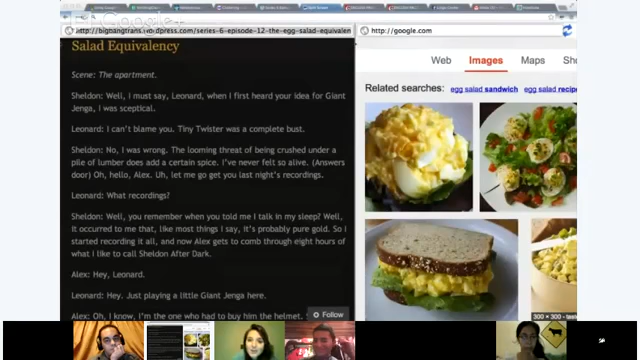 http://bigbangtrans.wordpress.com/series-6-episode-12-the-egg-salad-equivalen
http://google.com
Salad Equivalency
Scene: The apartment.
Sheldon: Well, I must say, Leonard, when I first heard your idea for Giant
Jenga, I was sceptical.
Leonard: I can't blame you. Tiny Twister was a complete bust.
Sheldon: No, I was wrong. The looming threat of being crushed under a
pile of lumber does add a certain spice. I've never felt so alive. (Answers
door) Oh, hello, Alex. Uh, let me go get you last night's recordings.
Leonard: What recordings?
Sheldon: Well, you remember when you told me I talk in my sleep? Well,
it occurred to me that, like most things I say, it's probably pure gold. So I
started recording it all, and now Alex gets to comb through eight hours of
what I like to call Sheldon After Dark.
Alex: Hey, Leonard.
Leonard: Hey. Just playing a little Giant Jenga here.
Alex: Oh, I know, I'm the one who had to buy him the helmet.
Follow
Web Images Maps Sho
Related searches: egg salad sandwich egg salad recipe
300 × 300